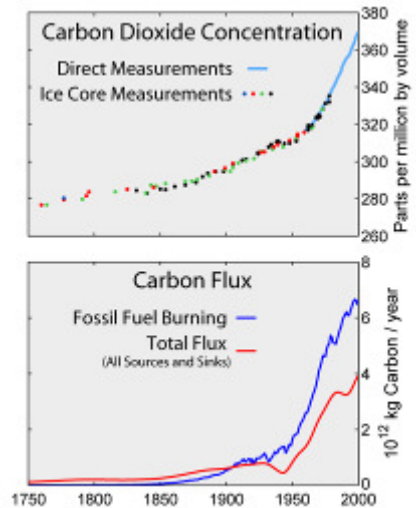 Carbon Dioxide Concentration
Direct Measurements
Ice Core Measurements
380
360
340
320
300
280
260
Parts per million by volume
Carbon Flux
Fossil Fuel Burning
Total Flux
(All Sources and Sinks)
8
6
4
2
0
10¹² kg Carbon / year
1750 1800 1850 1900 1950 2000